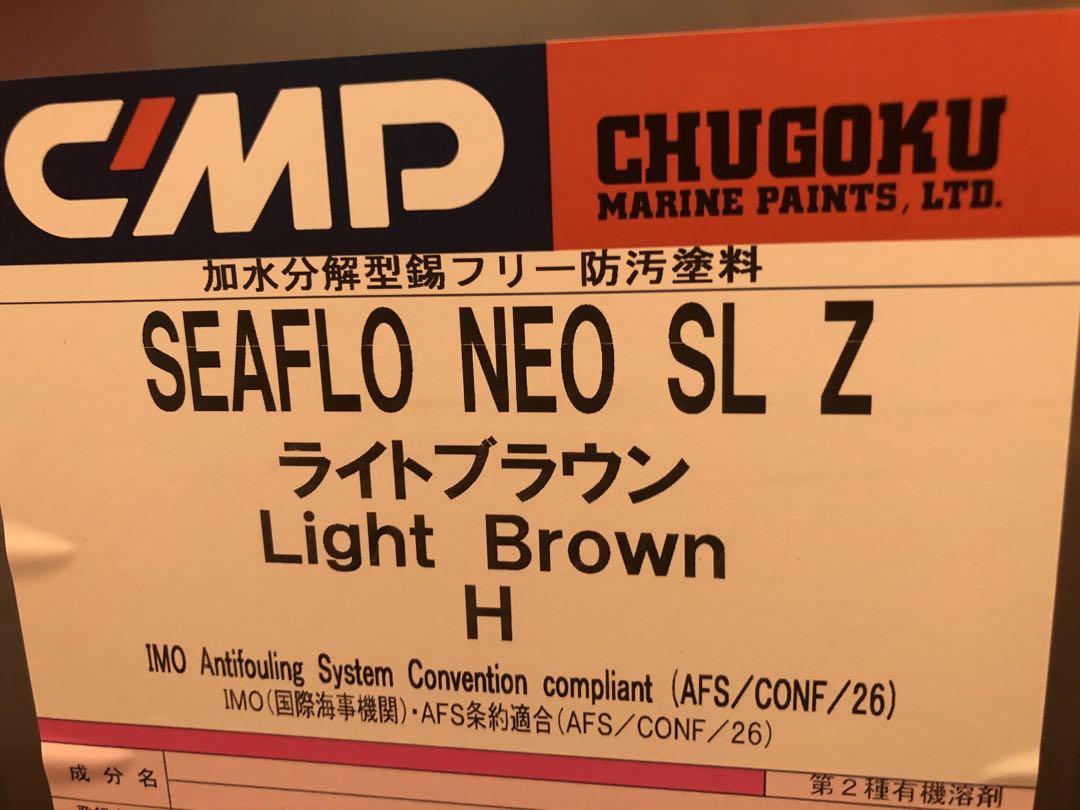 CMP
CHUGOKU
MARINE PAINTS, LTD.
加水分解型錫フリー防汚塗料
SEAFLO NEO SL Z
ライトブラウン
Light Brown
H
IMO Antifouling System Convention compliant (AFS/CONF/26)
IMO(国際海事機関)・AFS条約適合(AFS/CONF/26)
成分名
第2種有機溶剤